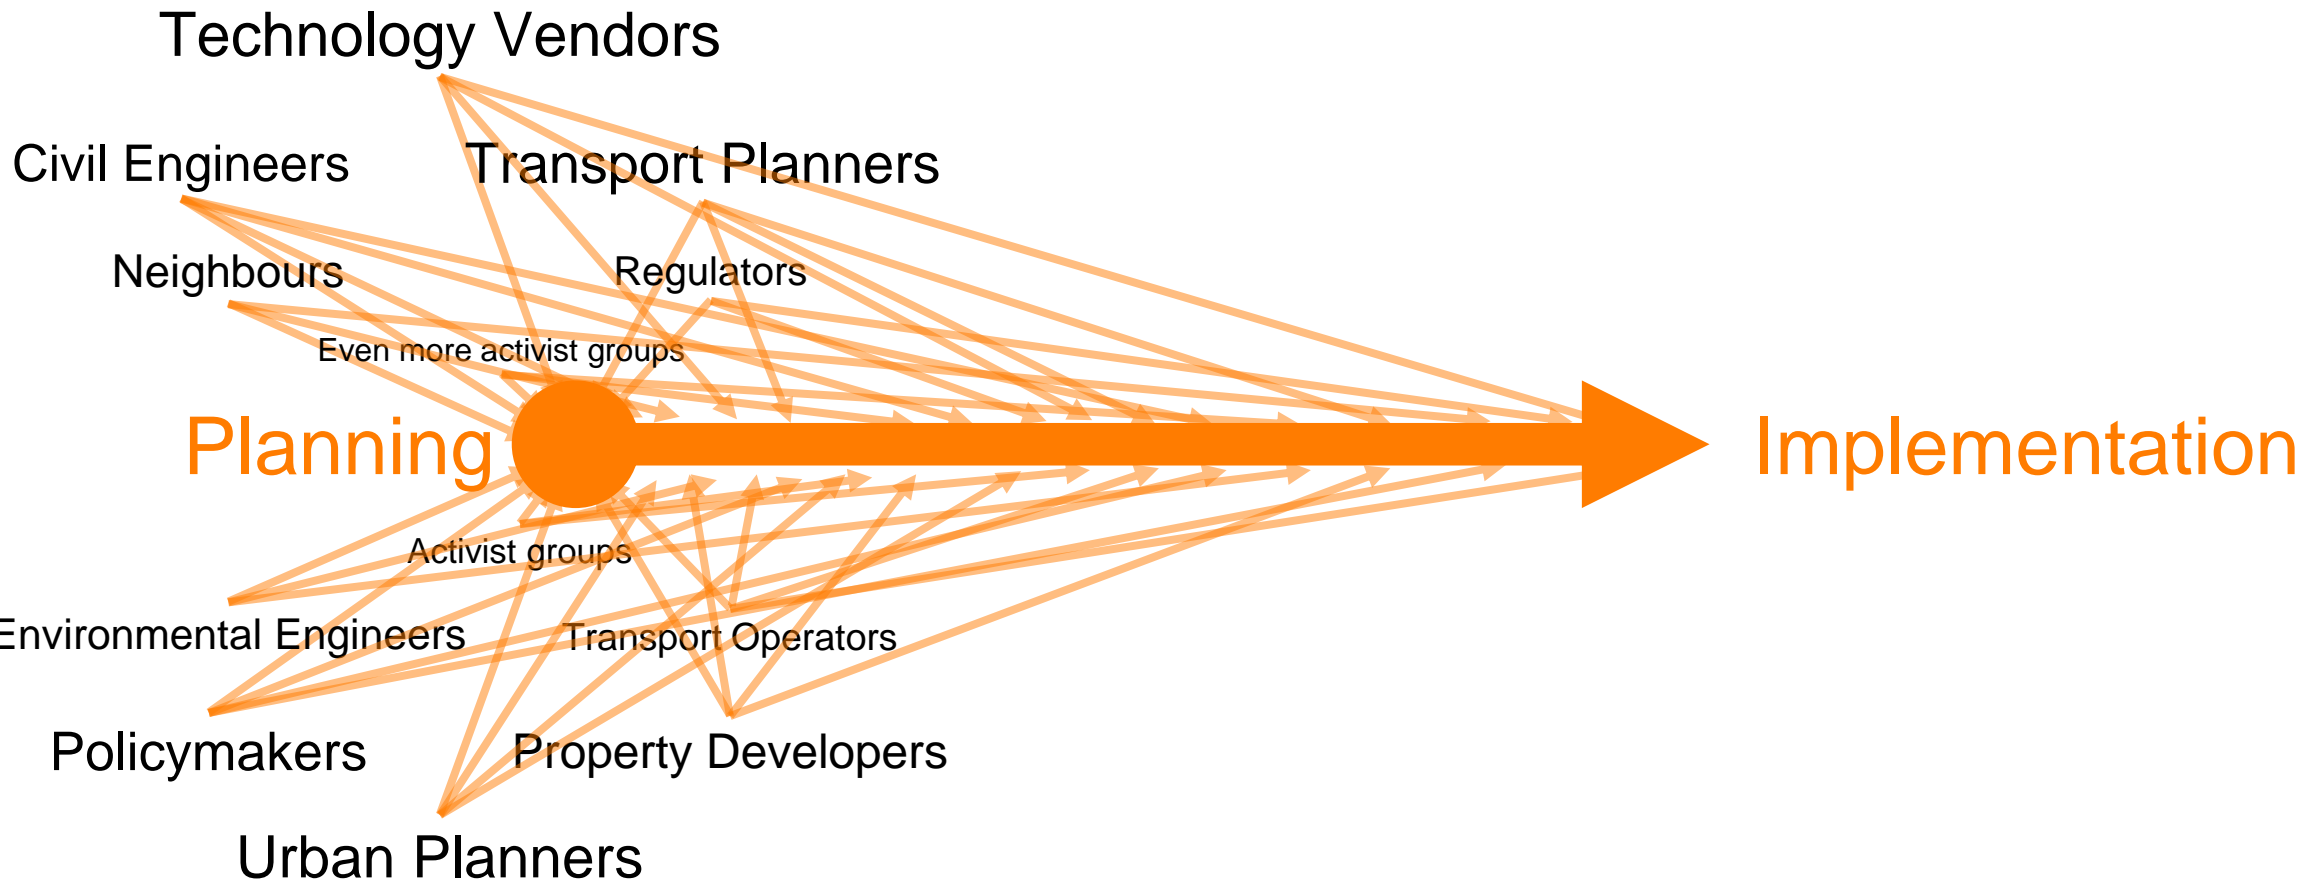 Technology Vendors
Civil Engineers
Transport Planners
Neighbours
Regulators
Even more activist groups
Planning
Implementation
Activist groups
Environmental Engineers
Transport Operators
Policymakers
Property Developers
Urban Planners